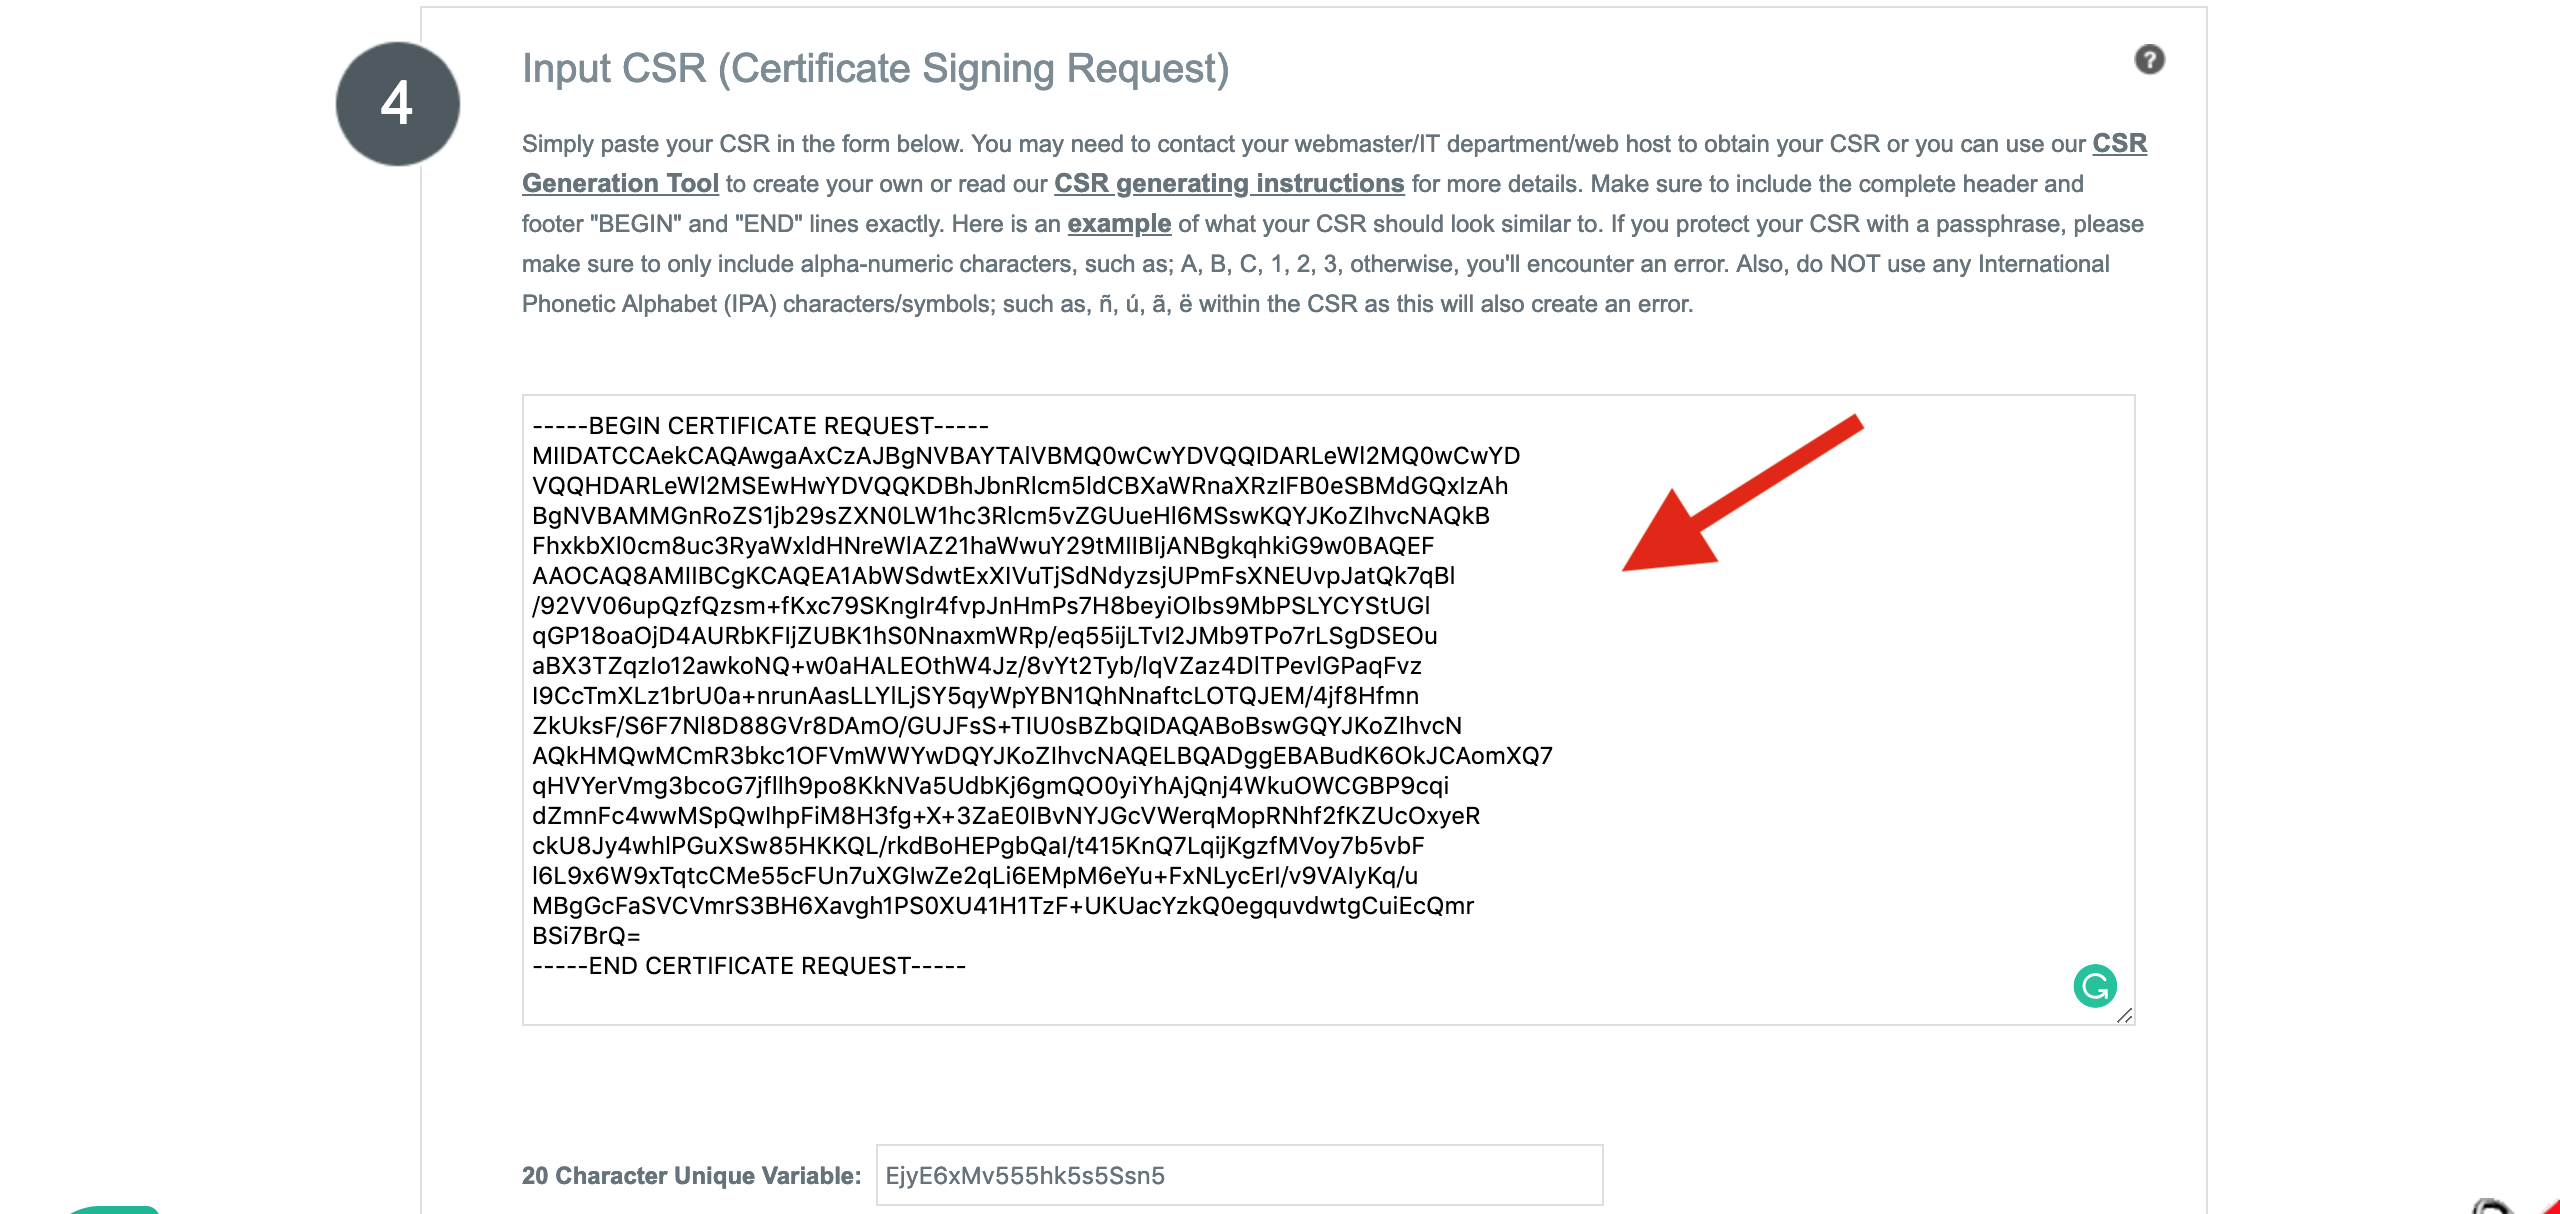 4
Input CSR (Certificate Signing Request)
?
Simply paste your CSR in the form below. You may need to contact your webmaster/IT department/web host to obtain your CSR or you can use our CSR
Generation Tool to create your own or read our CSR generating instructions for more details. Make sure to include the complete header and
footer "BEGIN" and "END" lines exactly. Here is an example of what your CSR should look similar to. If you protect your CSR with a passphrase, please
make sure to only include alpha-numeric characters, such as; A, B, C, 1, 2, 3, otherwise, you'll encounter an error. Also, do NOT use any International
Phonetic Alphabet (IPA) characters/symbols; such as, ñ, ú, ã, ë within the CSR as this will also create an error.
-----BEGIN CERTIFICATE REQUEST-----
MIIDATCCAekCAQAwgaAxCzAJBgNVBAYTAlVBMQ0wCwYDVQQIDARLeWl2MQ0wCwYD
VQQHDARLeWl2MSEwHwYDVQQKDBhJbnRlcm5ldCBXaWRnaXRzIFB0eSBMdGQxIzAh
BgNVBAMMGnRoZS1jb29sZXN0LW1hc3Rlcm5vZGUueHl6MSswKQYJKoZIhvcNAQkB
FhxkbXl0cm8uc3RyaWxldHNreWlAZ21haWwuY29tMIIBIjANBgkqhkiG9w0BAQEF
AAOCAQ8AMIIBCgKCAQEA1AbWSdwtExXIVuTjSdNdyzsjUPmFsXNEUvpJatQk7qBl
/92VV06upQzfQzsm+fKxc79SKngIr4fvpJnHmPs7H8beyiOIbs9MbPSLYCYStUGl
qGP18oaOjD4AURbKFIjZUBK1hS0NnaxmWRp/eq55ijLTvI2JMb9TPo7rLSgDSEOu
aBX3TZqzIo12awkoNQ+w0aHALEOthW4Jz/8vYt2Tyb/lqVZaz4DlTPevlGPaqFvz
I9CcTmXLz1brU0a+nrunAasLLYlLjSY5qyWpYBN1QhNnaftcLOTQJEM/4jf8Hfmn
ZkUksF/S6F7Nl8D88GVr8DAmO/GUJFsS+TIU0sBZbQIDAQABoBswGQYJKoZIhvcN
AQkHMQwMCmR3bkc1OFVmWWYwDQYJKoZIhvcNAQELBQADggEBABudK6OkJCAomXQ7
qHVYerVmg3bcoG7jfllh9po8KkNVa5UdbKj6gmQO0yiYhAjQnj4WkuOWCGBP9cqi
dZmnFc4wwMSpQwIhpFiM8H3fg+X+3ZaE0IBvNYJGcVWerqMopRNhf2fKZUcOxyeR
ckU8Jy4whlPGuXSw85HKKQL/rkdBoHEPgbQaI/t415KnQ7LqijKgzfMVoy7b5vbF
l6L9x6W9xTqtcCMe55cFUn7uXGIwZe2qLi6EMpM6eYu+FxNLycErI/v9VAIyKq/u
MBgGcFaSVCVmrS3BH6Xavgh1PS0XU41H1TzF+UKUacYzkQ0egquvdwtgCuiEcQmr
BSi7BrQ=
-----END CERTIFICATE REQUEST-----
20 Character Unique Variable: EjyE6xMv555hk5s5Ssn5